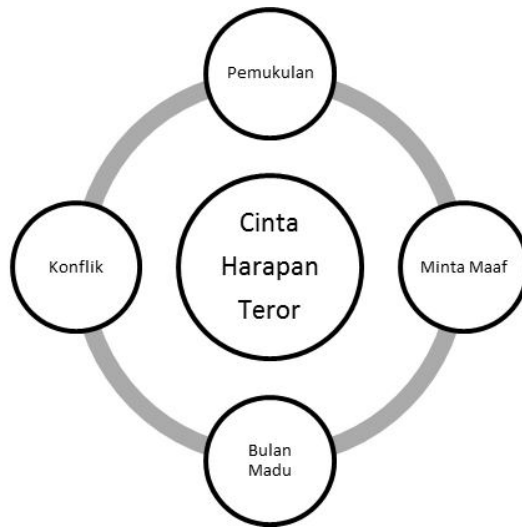 Pemukulan
Cinta
Harapan
Teror
Konflik
Minta Maaf
Bulan
Madu